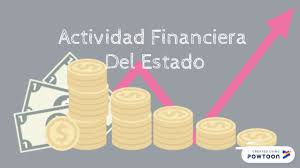 Actividad Financiera
Del Estado
CREATED USING
POWTOON